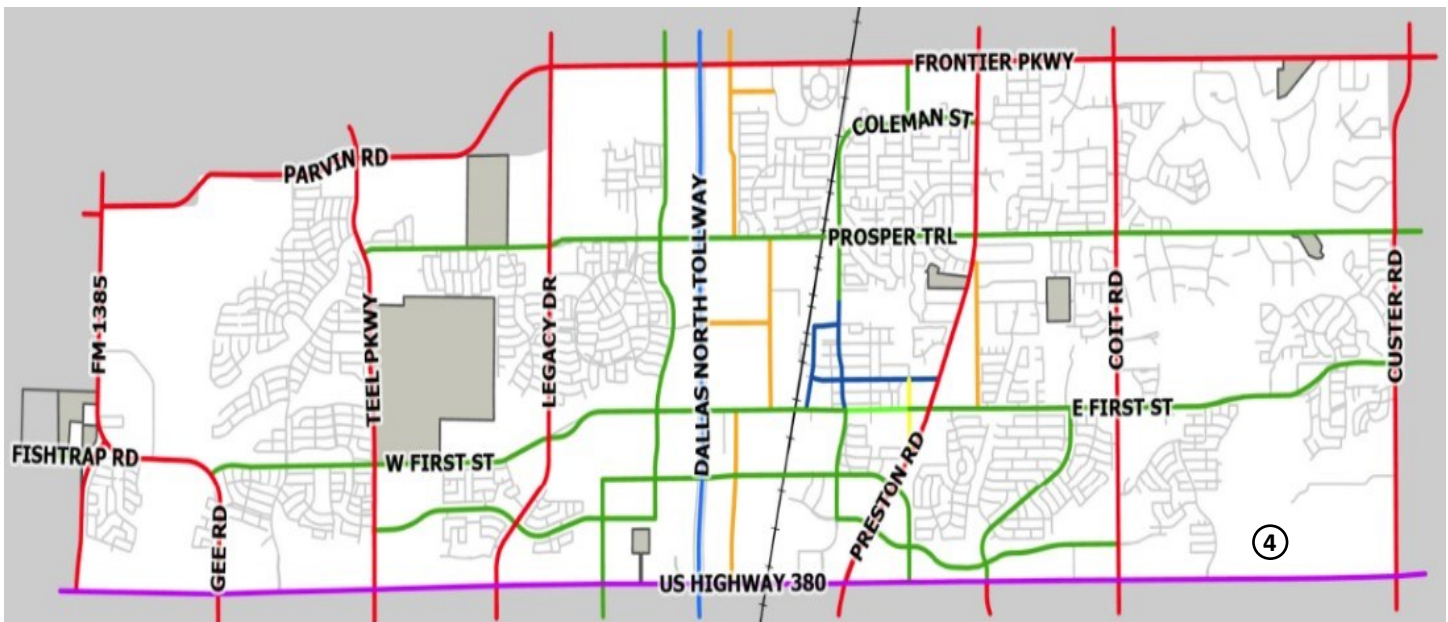 FRONTIER PKWY
COLEMAN ST
PARVIN RD
DALLAS NORTH TOLLWAY
PROSPER TRL
FM 1385
TEEL PKWY
LEGACY DR
COIT RD
CUSTER RD
E FIRST ST
FISHTRAP RD
W FIRST ST
PRESTON RD
GEE RD
4
US HIGHWAY 380